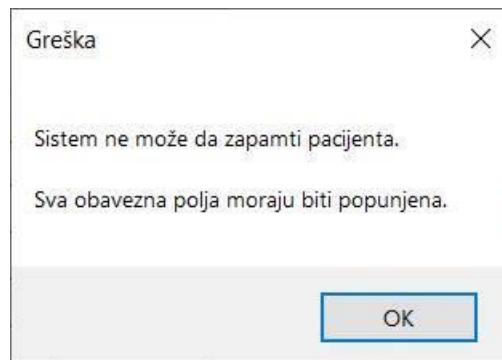 Greška
Sistem ne može da zapamti pacijenta.
Sva obavezna polja moraju biti popunjena.
OK